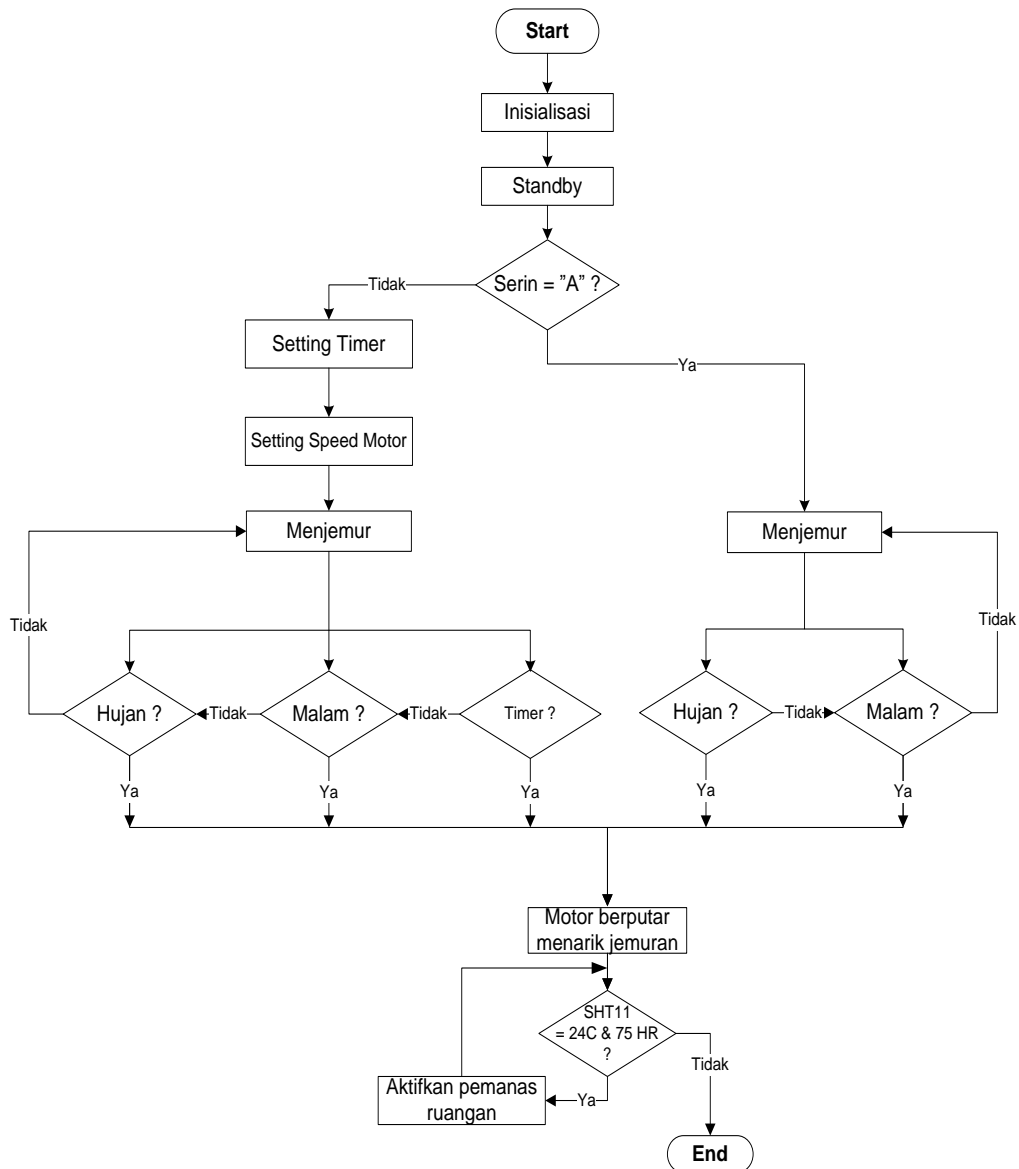 Start
Inisialisasi
Standby
Serin = ”A” ?
Tidak
Setting Timer
Ya
Setting Speed Motor
Menjemur
Menjemur
Tidak
Tidak
Hujan ?
Tidak
Malam ?
Tidak
Timer ?
Hujan ?
Tidak
Malam ?
Ya
Ya
Ya
Ya
Ya
Motor berputar
menarik jemuran
SHT11
= 24C & 75 HR
?
Tidak
Aktifkan pemanas
ruangan
Ya
End